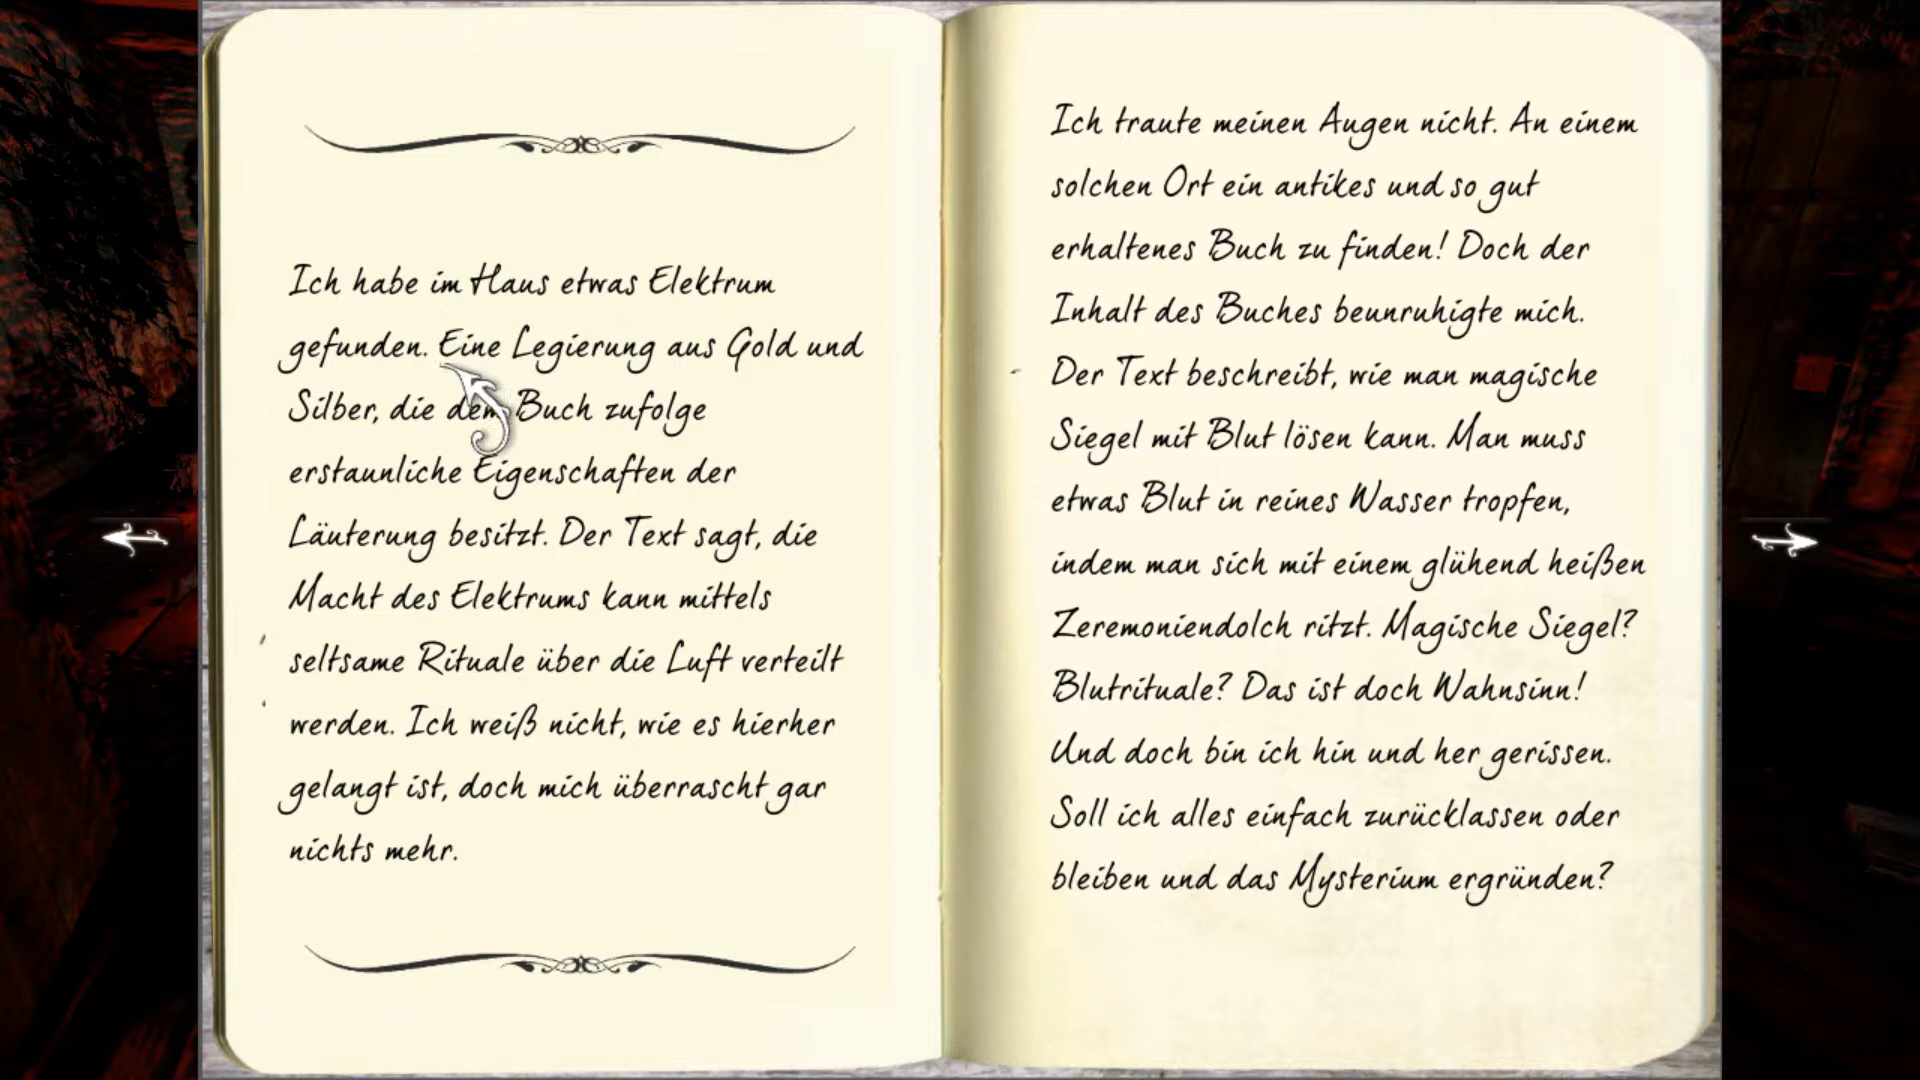 Ich habe im Haus etwas Elektrum
gefunden. Eine Legierung aus Gold und
Silber, die dem Buch zufolge
erstaunliche Eigenschaften der
Läuterung besitzt. Der Text sagt, die
Macht des Elektrums kann mittels
seltsame Rituale über die Luft verteilt
werden. Ich weiß nicht, wie es hierher
gelangt ist, doch mich überrascht gar
nichts mehr.
Ich traute meinen Augen nicht. An einem
solchen Ort ein antikes und so gut
erhaltenes Buch zu finden! Doch der
Inhalt des Buches beunruhigte mich.
Der Text beschreibt, wie man magische
Siegel mit Blut lösen kann. Man muss
etwas Blut in reines Wasser tropfen,
indem man sich mit einem glühend heißen
Zeremoniendolch ritzt. Magische Siegel?
Blutrituale? Das ist doch Wahnsinn!
Und doch bin ich hin und her gerissen.
Soll ich alles einfach zurücklassen oder
bleiben und das Mysterium ergründen?